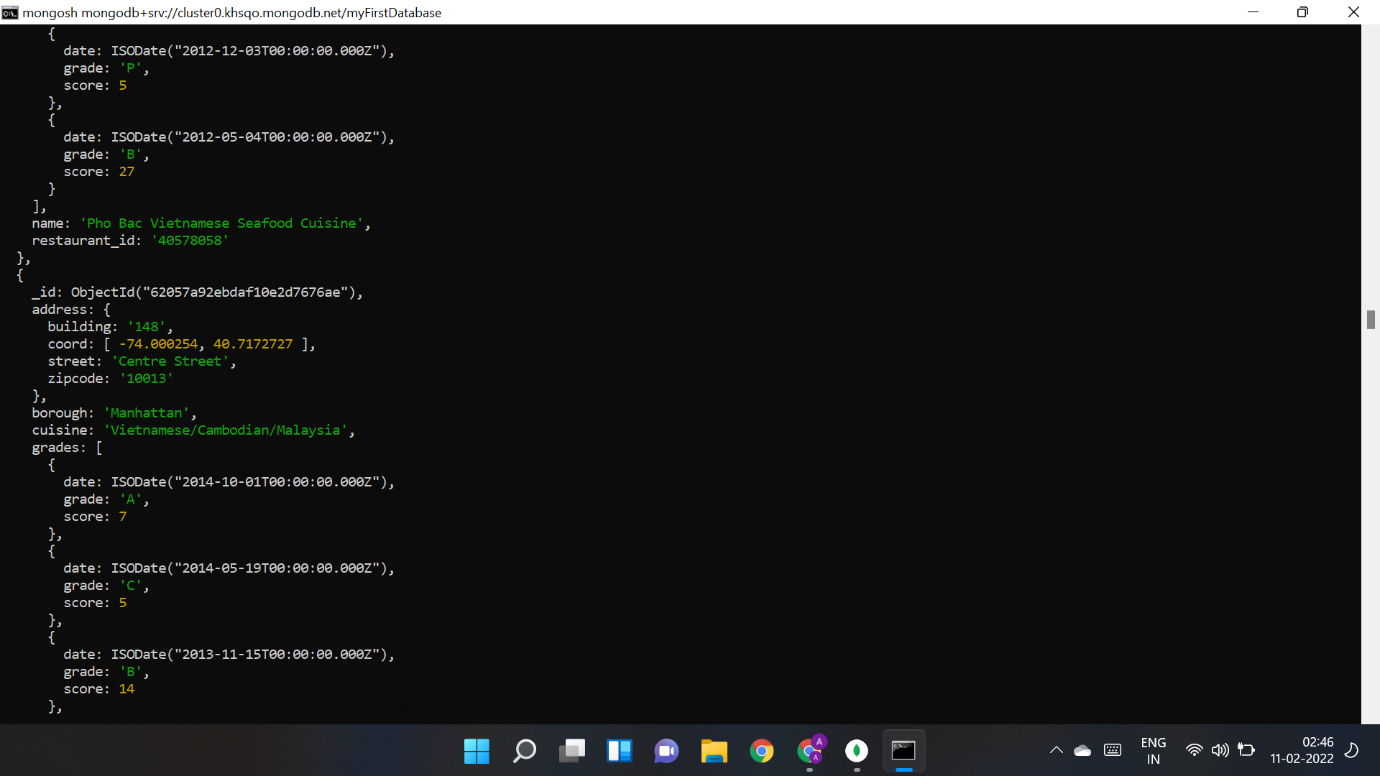 mongosh mongodb+srv://cluster0.khsqo.mongodb.net/myFirstDatabase
{
date: ISODate("2012-12-03T00:00:00.000Z"),
grade: 'P',
score: 5
},
{
date: ISODate("2012-05-04T00:00:00.000Z"),
grade: 'B',
score: 27
}
],
name: 'Pho Bac Vietnamese Seafood Cuisine',
restaurant_id: '40578058'
},
{
_id: ObjectId("62057a92ebdaf10e2d7676ae"),
address: {
building: '148',
coord: [ -74.000254, 40.7172727 ],
street: 'Centre Street',
zipcode: '10013'
},
borough: 'Manhattan',
cuisine: 'Vietnamese/Cambodian/Malaysia',
grades: [
{
date: ISODate("2014-10-01T00:00:00.000Z"),
grade: 'A',
score: 7
},
{
date: ISODate("2014-05-19T00:00:00.000Z"),
grade: 'C',
score: 5
},
{
date: ISODate("2013-11-15T00:00:00.000Z"),
grade: 'B',
score: 14
},
A
A
ENG
IN
02:46
11-02-2022